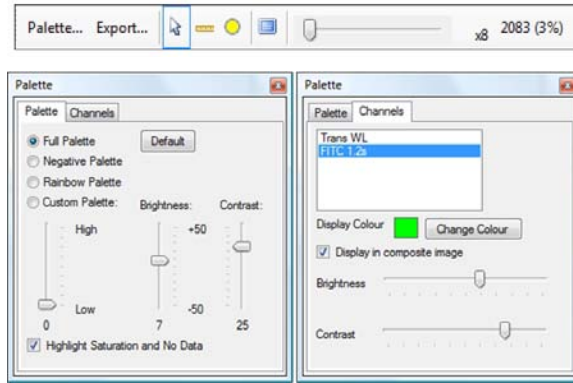 Palette... Export... x8 2083 (3%)
Palette
Palette Channels
Full Palette Default
Negative Palette
Rainbow Palette
Custom Palette: Brightness: Contrast:
High +50
Low -50
0 7 25
Highlight Saturation and No Data
Palette
Palette Channels
Trans WL
FITC 1.2s
Display Colour Change Colour
Display in composite image
Brightness
Contrast